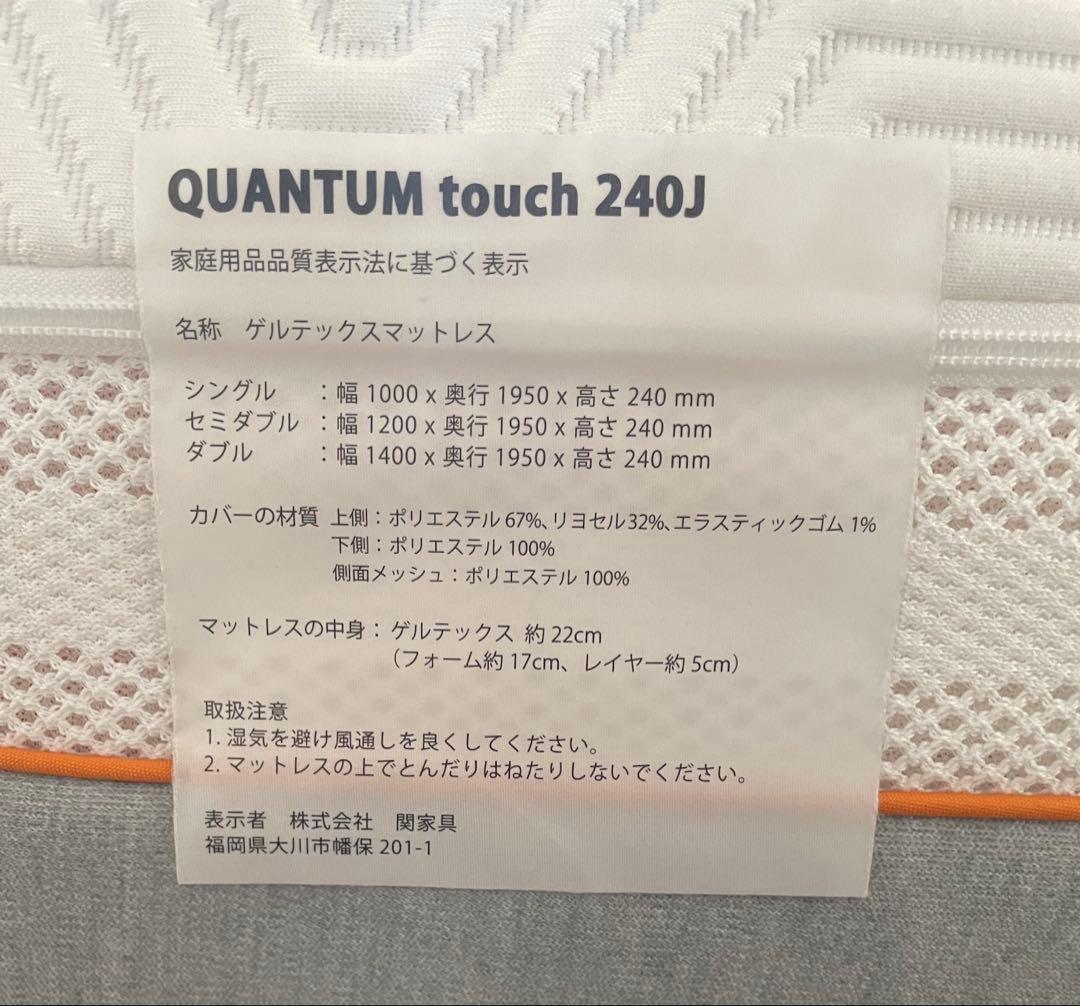 QUANTUM touch 240J
家庭用品品質表示法に基づく表示
名称 ゲルテックスマットレス
シングル ：幅 1000 x 奥行 1950 x 高さ 240 mm
セミダブル ：幅 1200 x 奥行 1950 x 高さ 240 mm
ダブル ：幅 1400 x 奥行 1950 x 高さ 240 mm
カバーの材質 上側：ポリエステル 67%、リヨセル 32%、エラスティックゴム 1%
下側：ポリエステル 100%
側面メッシュ：ポリエステル 100%
マットレスの中身：ゲルテックス 約 22cm
（フォーム約 17cm、レイヤー約 5cm）
取扱注意
1. 湿気を避け風通しを良くしてください。
2. マットレスの上でとんだりはねたりしないでください。
表示者 株式会社 関家具
福岡県大川市幡保 201-1